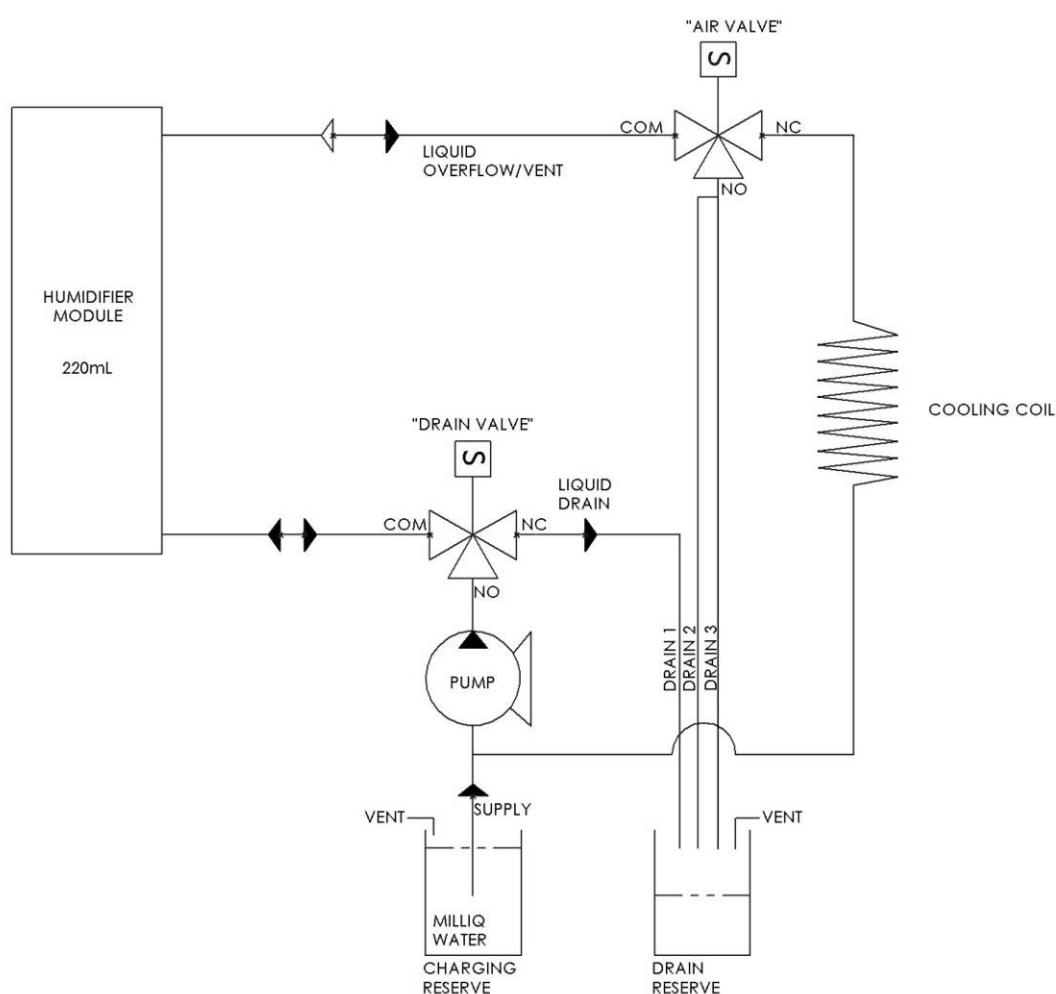 "AIR VALVE"
S
COM
NC
LIQUID
OVERFLOW/VENT
NO
HUMIDIFIER
MODULE
220mL
COOLING COIL
"DRAIN VALVE"
S
LIQUID
DRAIN
COM
NC
NO
DRAIN 1
DRAIN 2
DRAIN 3
PUMP
SUPPLY
VENT
VENT
MILLIQ
WATER
CHARGING
RESERVE
DRAIN
RESERVE